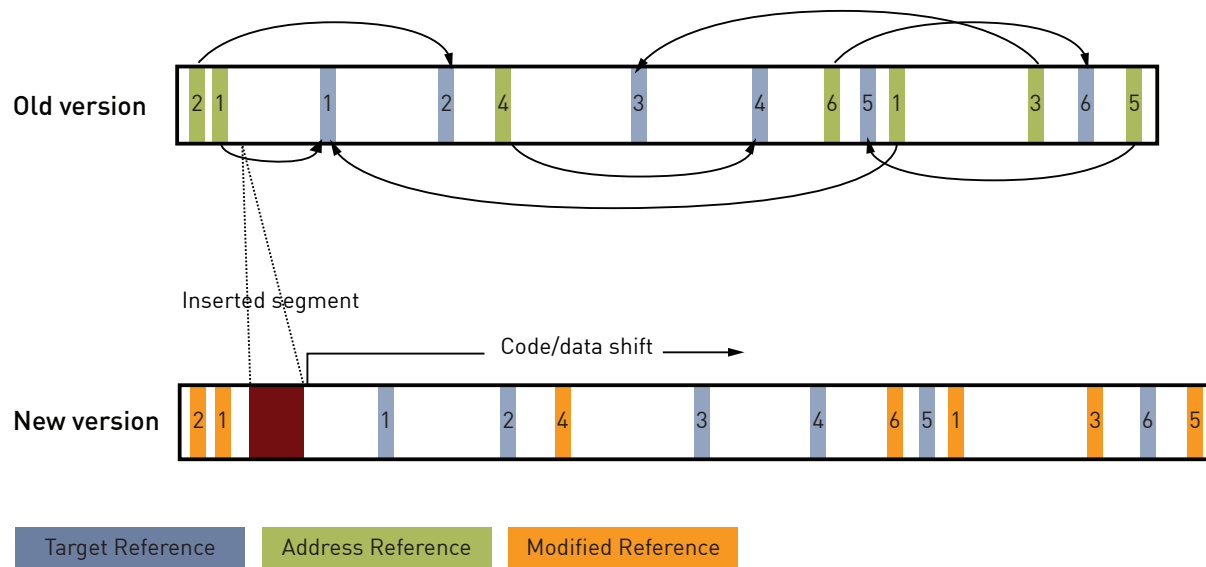 Old version
2 1 1 2 4 3 4 6 5 1 3 6 5
Inserted segment
Code/data shift
New version
2 1 1 2 4 3 4 6 5 1 3 6 5
Target Reference Address Reference Modified Reference